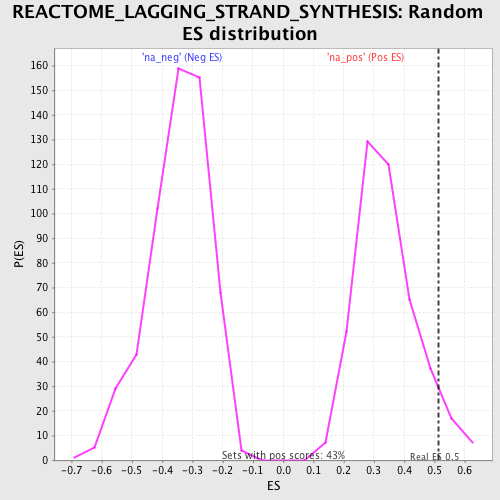 REACTOME_LAGGING_STRAND_SYNTHESIS: Random
ES distribution
'na_neg' (Neg ES)
'na_pos' (Pos ES)
160
150
140
130
120
110
100
90
80
70
60
50
40
30
20
10
0
P(ES)
Sets with pos scores: 43%
Real ES 0.5
-0.7 -0.6 -0.5 -0.4 -0.3 -0.2 -0.1 0.0 0.1 0.2 0.3 0.4 0.5 0.6
ES